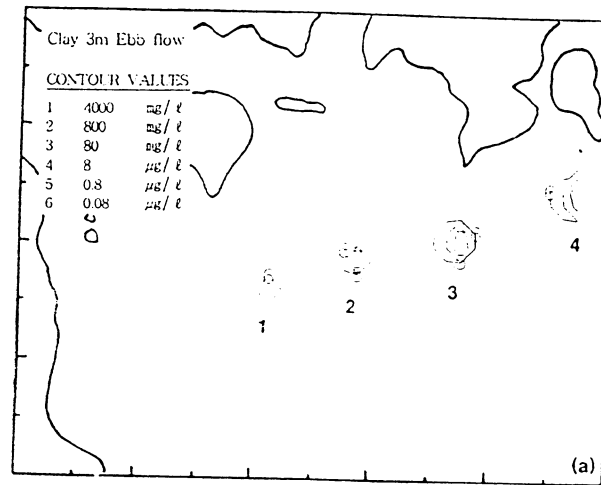 Clay 3m Ebb flow
CONTOUR VALUES
1 4000 mg/ℓ
2 800 mg/ℓ
3 80 mg/ℓ
4 8 µg/ℓ
5 0.8 µg/ℓ
6 0.08 µg/ℓ
6
1
2
3
4
(a)